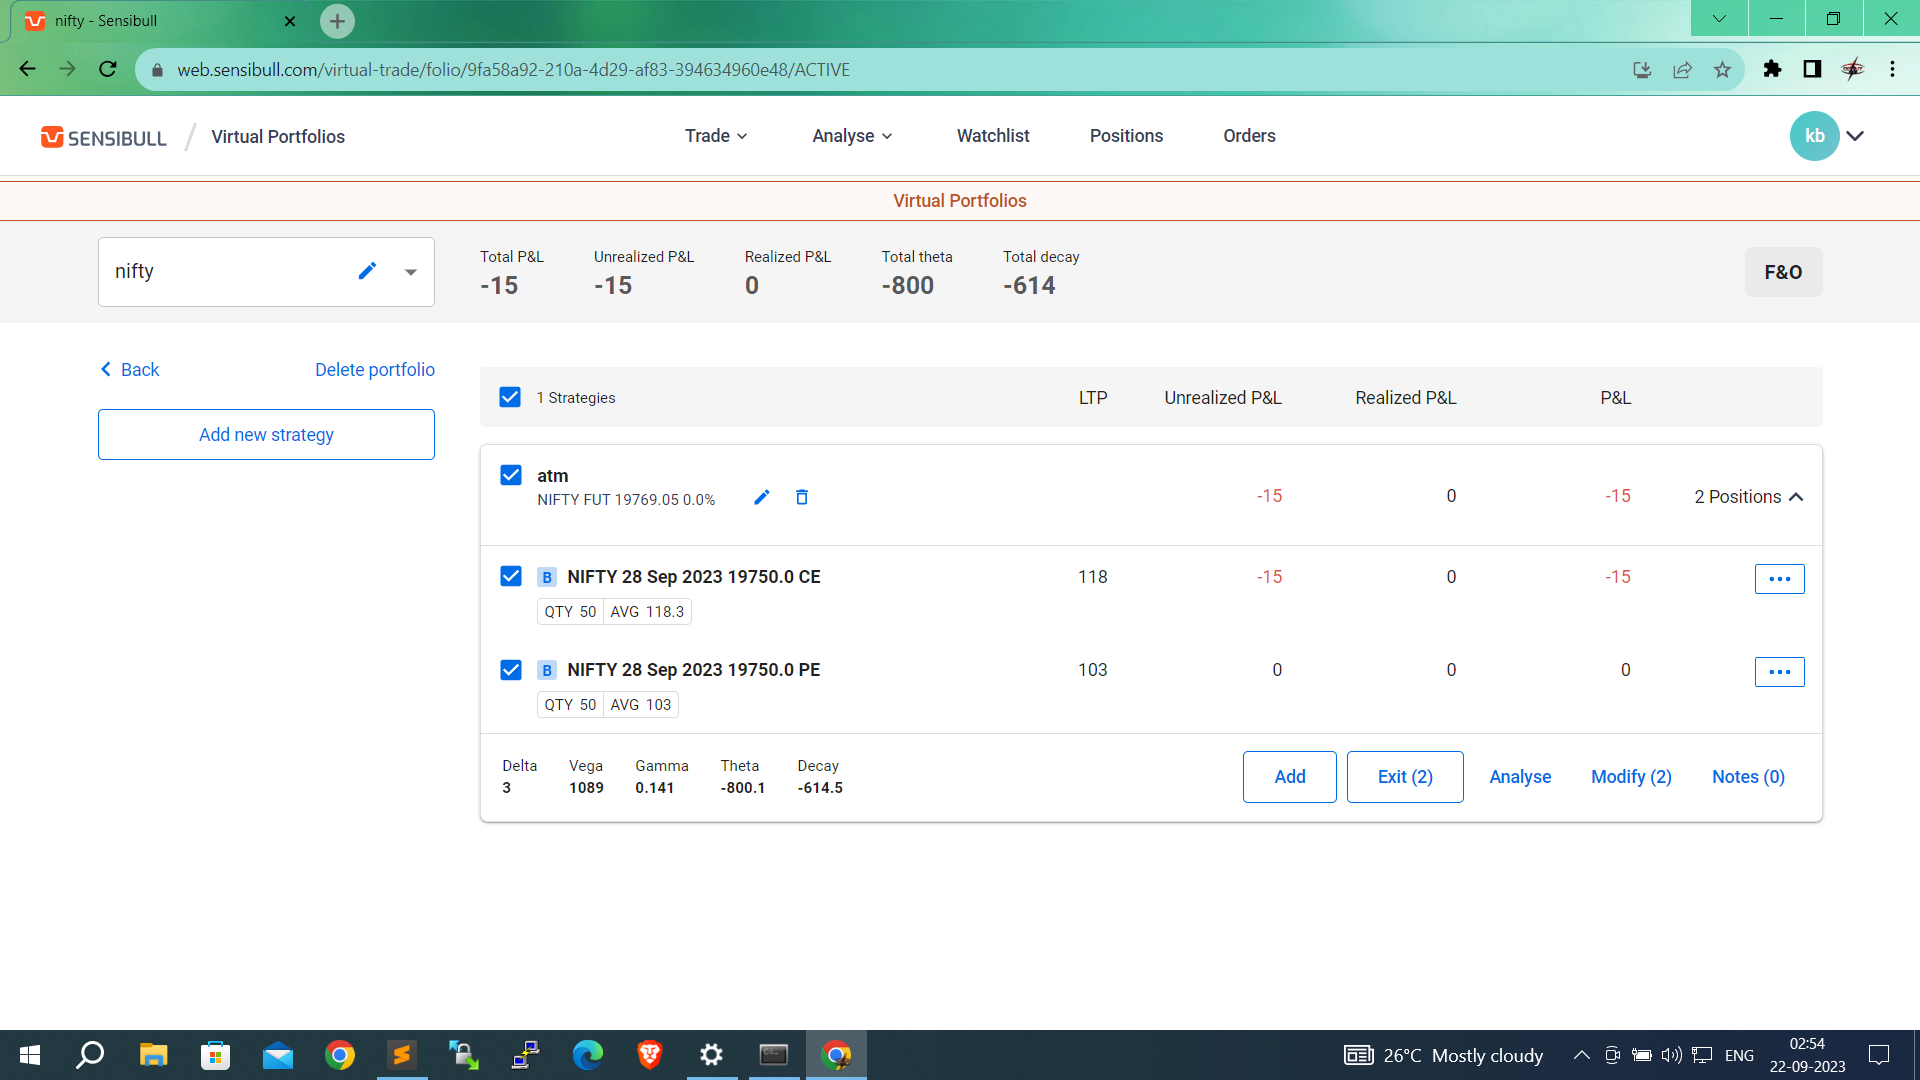 nifty - Sensibull
web.sensibull.com/virtual-trade/folio/9fa58a92-210a-4d29-af83-394634960e48/ACTIVE
SENSIBULL / Virtual Portfolios
Trade
Analyse
Watchlist
Positions
Orders
kb
Virtual Portfolios
nifty
Total P&L
-15
Unrealized P&L
-15
Realized P&L
0
Total theta
-800
Total decay
-614
F&O
Back
Delete portfolio
Add new strategy
1 Strategies LTP Unrealized P&L Realized P&L P&L
atm
NIFTY FUT 19769.05 0.0% -15 0 -15 2 Positions
B NIFTY 28 Sep 2023 19750.0 CE 118 -15 0 -15
QTY 50 AVG 118.3
B NIFTY 28 Sep 2023 19750.0 PE 103 0 0 0
QTY 50 AVG 103
Delta Vega Gamma Theta Decay
3 1089 0.141 -800.1 -614.5
Add Exit (2) Analyse Modify (2) Notes (0)
26°C Mostly cloudy ENG
02:54
22-09-2023